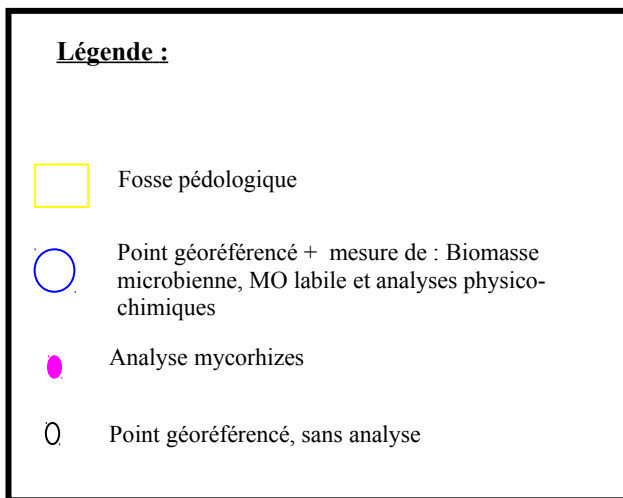 Légende :
Fosse pédologique
Point géoréférencé + mesure de : Biomasse
microbienne, MO labile et analyses physico-
chimiques
Analyse mycorhizes
Point géoréférencé, sans analyse